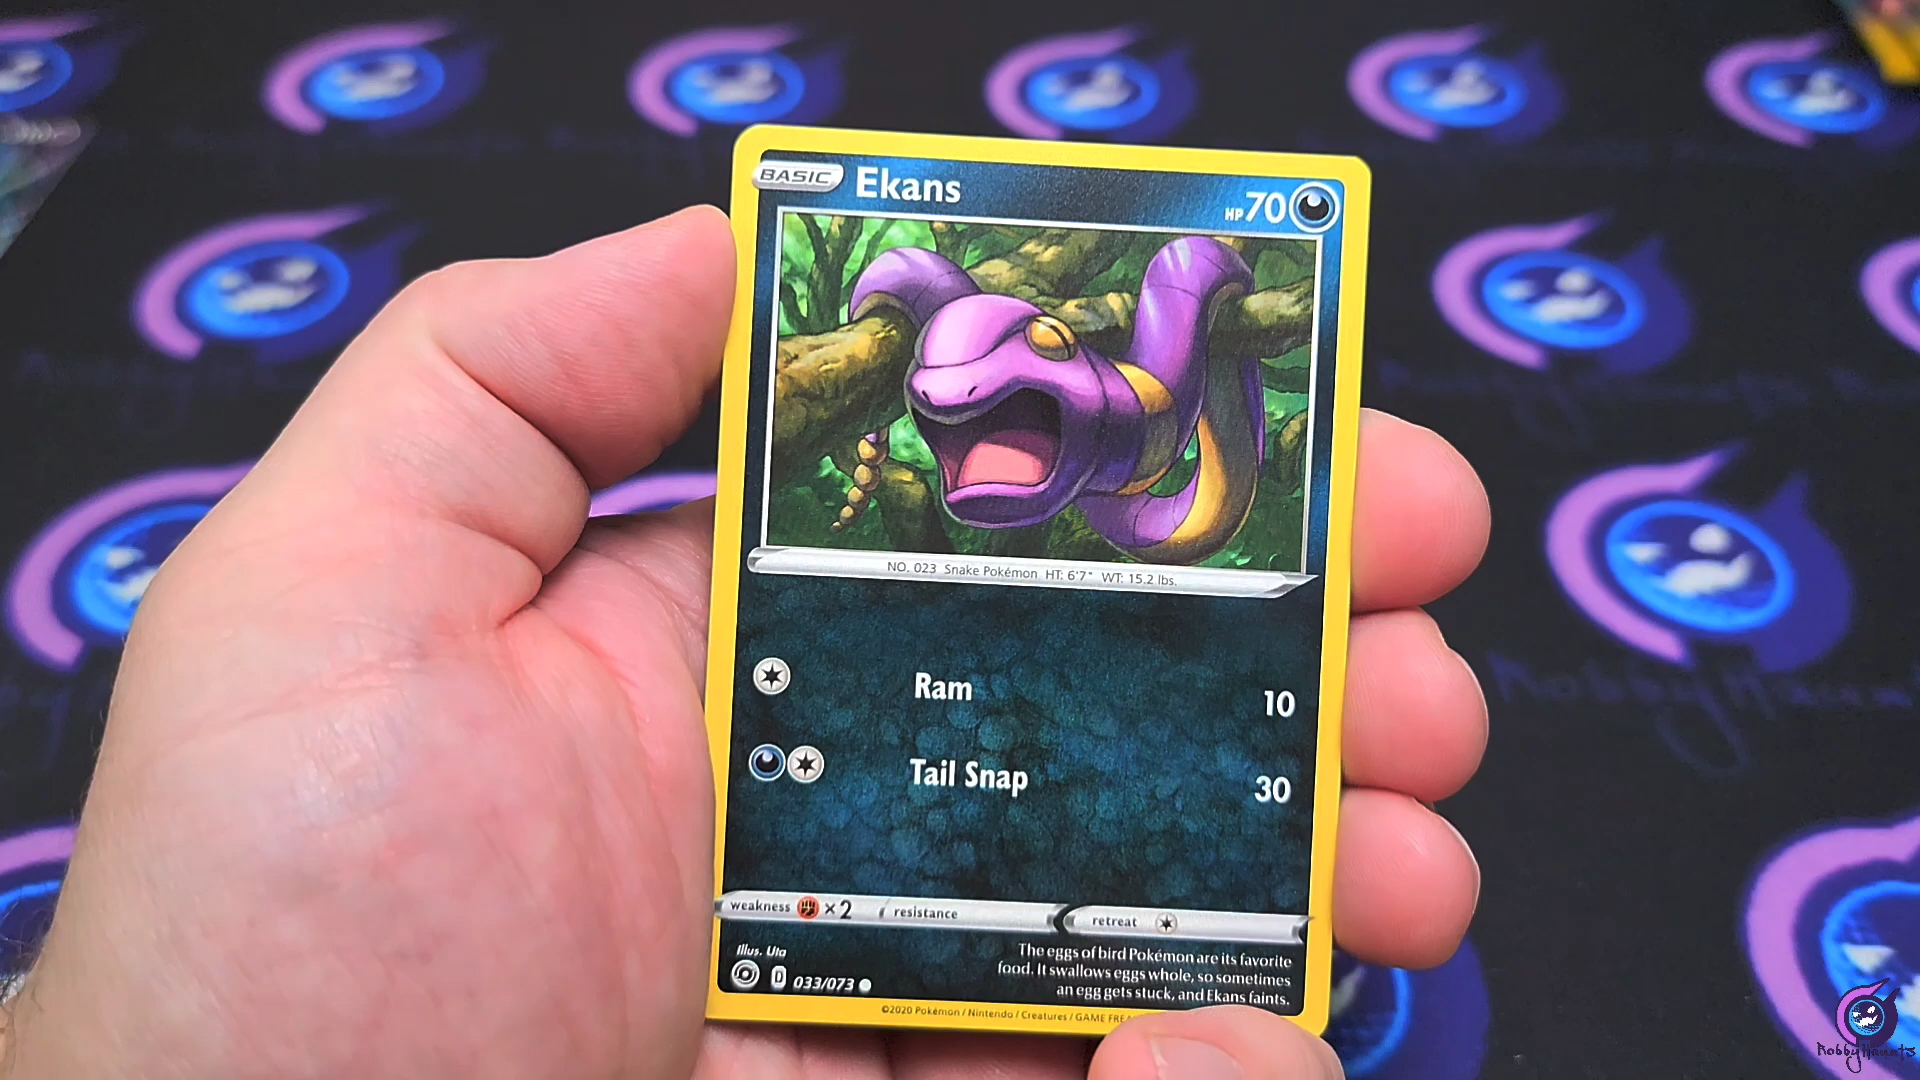 BASIC Ekans HP 70
NO. 023 Snake Pokémon HT: 6'7" WT: 15.2 lbs.
Ram 10
Tail Snap 30
weakness ×2 resistance retreat
Illus. Uta
The eggs of bird Pokémon are its favorite
food. It swallows eggs whole, so sometimes
an egg gets stuck, and Ekans faints.
D 033/073
©2020 Pokémon / Nintendo / Creatures / GAME
RobbyHaunts